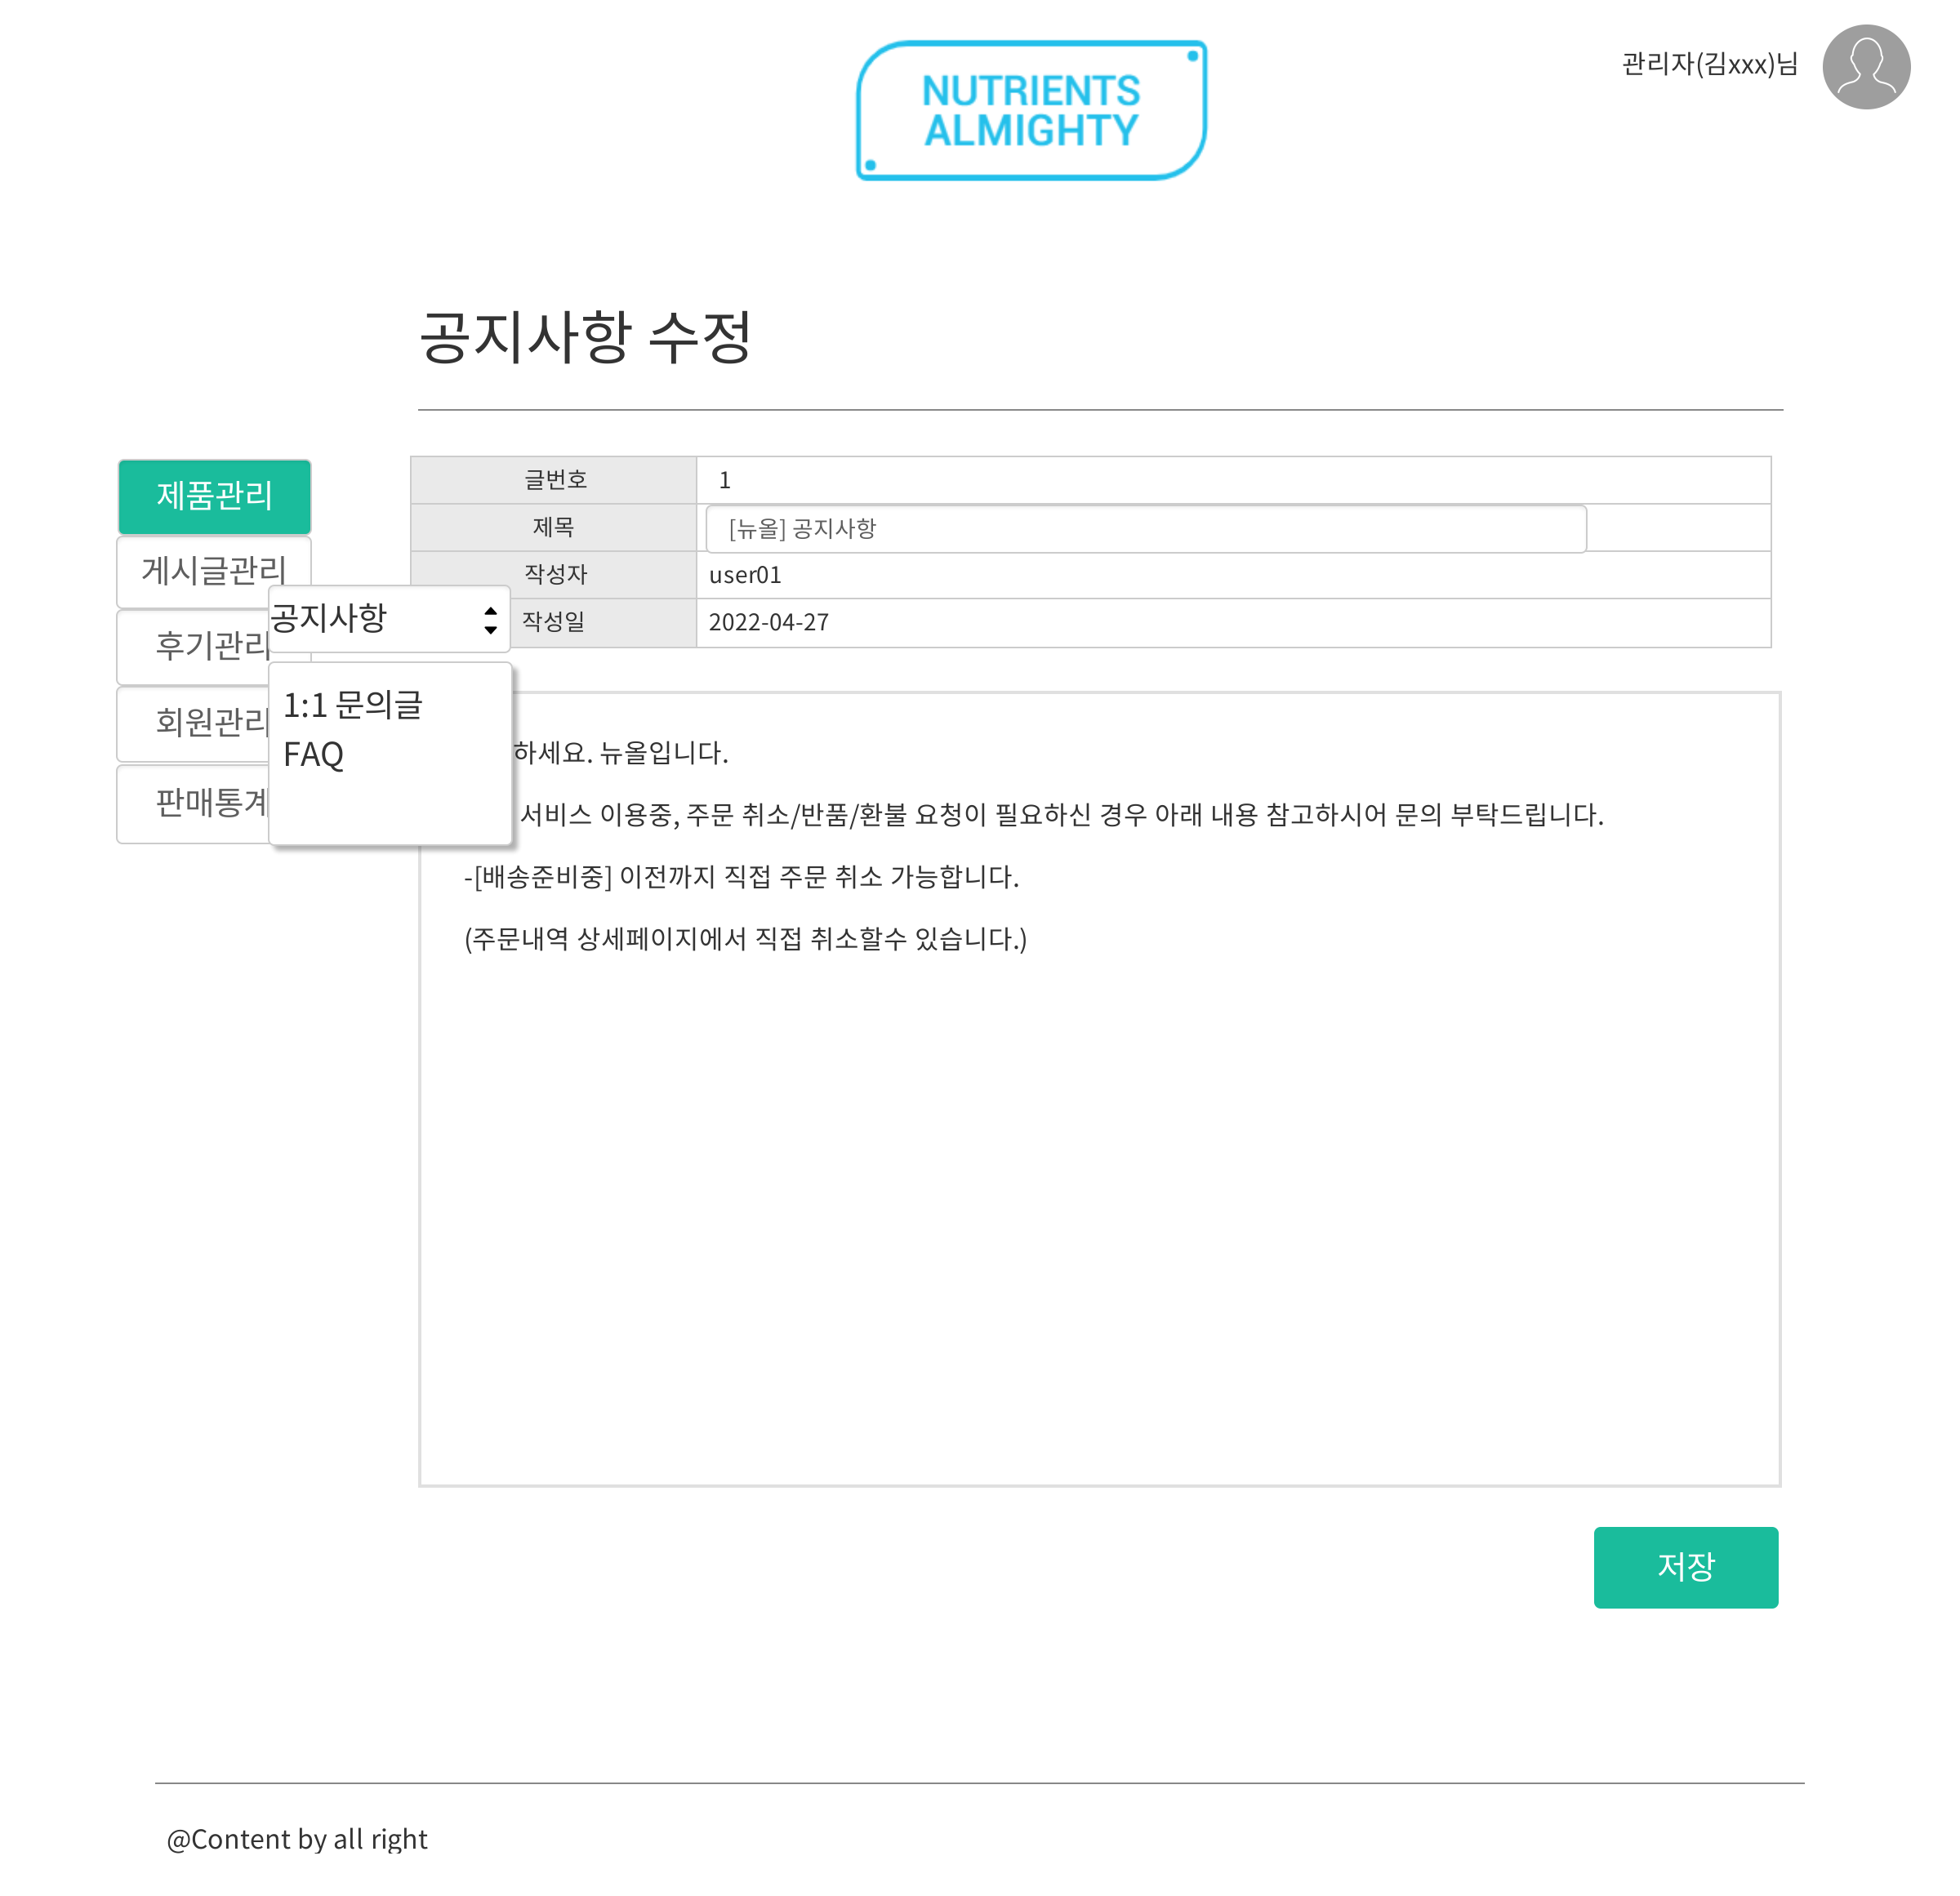 NUTRIENTS
ALMIGHTY
관리자(김xxx)님
공지사항 수정
제품관리
게시글관리
후기관리
회원관리
판매통계
공지사항
1:1 문의글
FAQ
글번호 1
제목 [뉴올] 공지사항
작성자 user01
작성일 2022-04-27
하세요. 뉴올입니다.
서비스 이용중, 주문 취소/반품/환불 요청이 필요하신 경우 아래 내용 참고하시어 문의 부탁드립니다.
-[배송준비중] 이전까지 직접 주문 취소 가능합니다.
(주문내역 상세페이지에서 직접 취소할수 있습니다.)
저장
@Content by all right